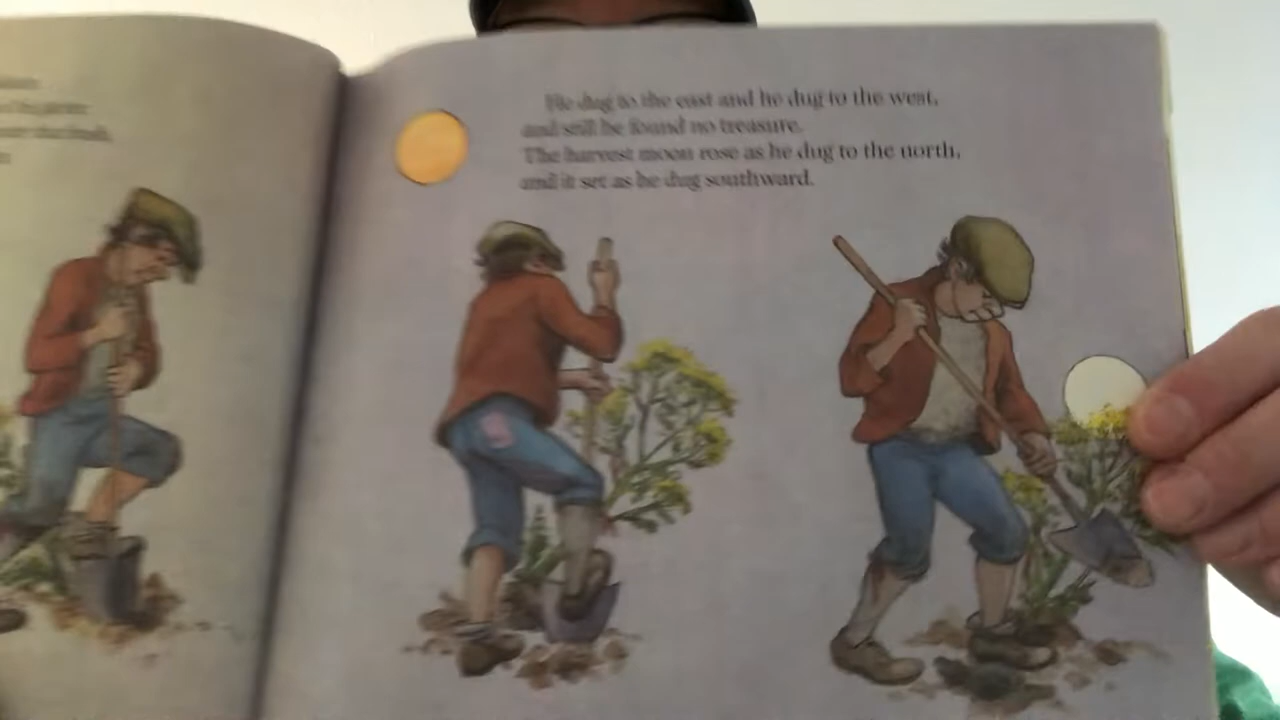 He dug to the east and he dug to the west,
and still he found no treasure.
The harvest moon rose as he dug to the north,
and it set as he dug southward.